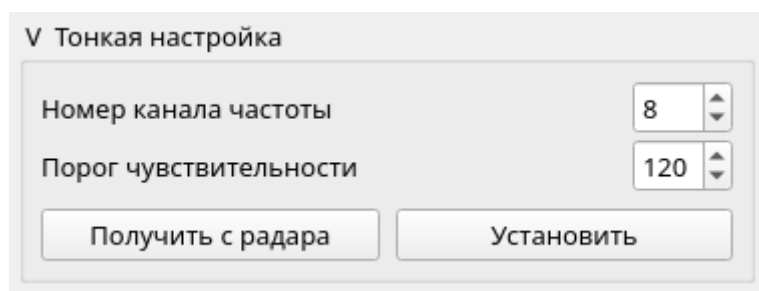 V Тонкая настройка
Номер канала частоты 8
Порог чувствительности 120
Получить с радара Установить